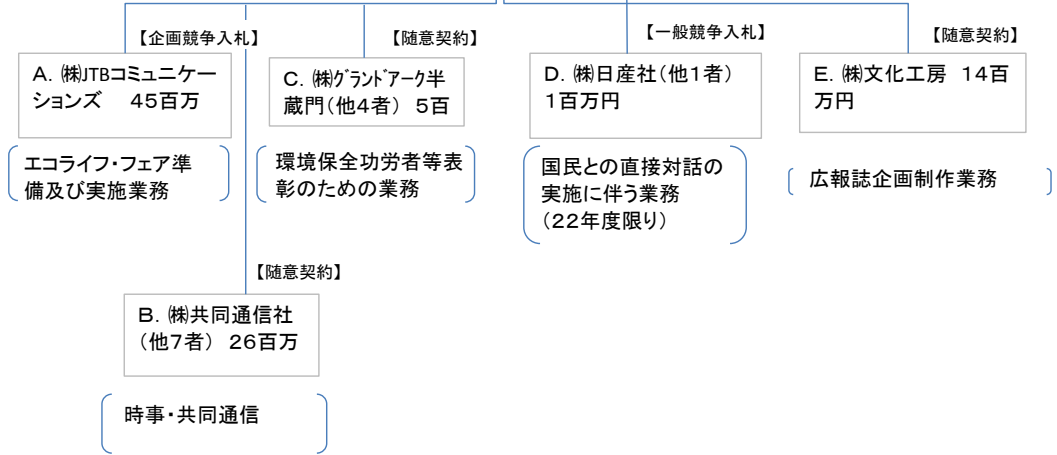 【企画競争入札】
A. ㈱JTBコミュニケー
ションズ 45百万
エコライフ・フェア準
備及び実施業務
【随意契約】
C. ㈱グランドアーク半
蔵門(他4者) 5百
環境保全功労者等表
彰のための業務
【一般競争入札】
D. ㈱日産社(他1者)
1百万円
国民との直接対話の
実施に伴う業務
(22年度限り)
【随意契約】
E. ㈱文化工房 14百
万円
広報誌企画制作業務
【随意契約】
B. ㈱共同通信社
(他7者) 26百万
時事・共同通信